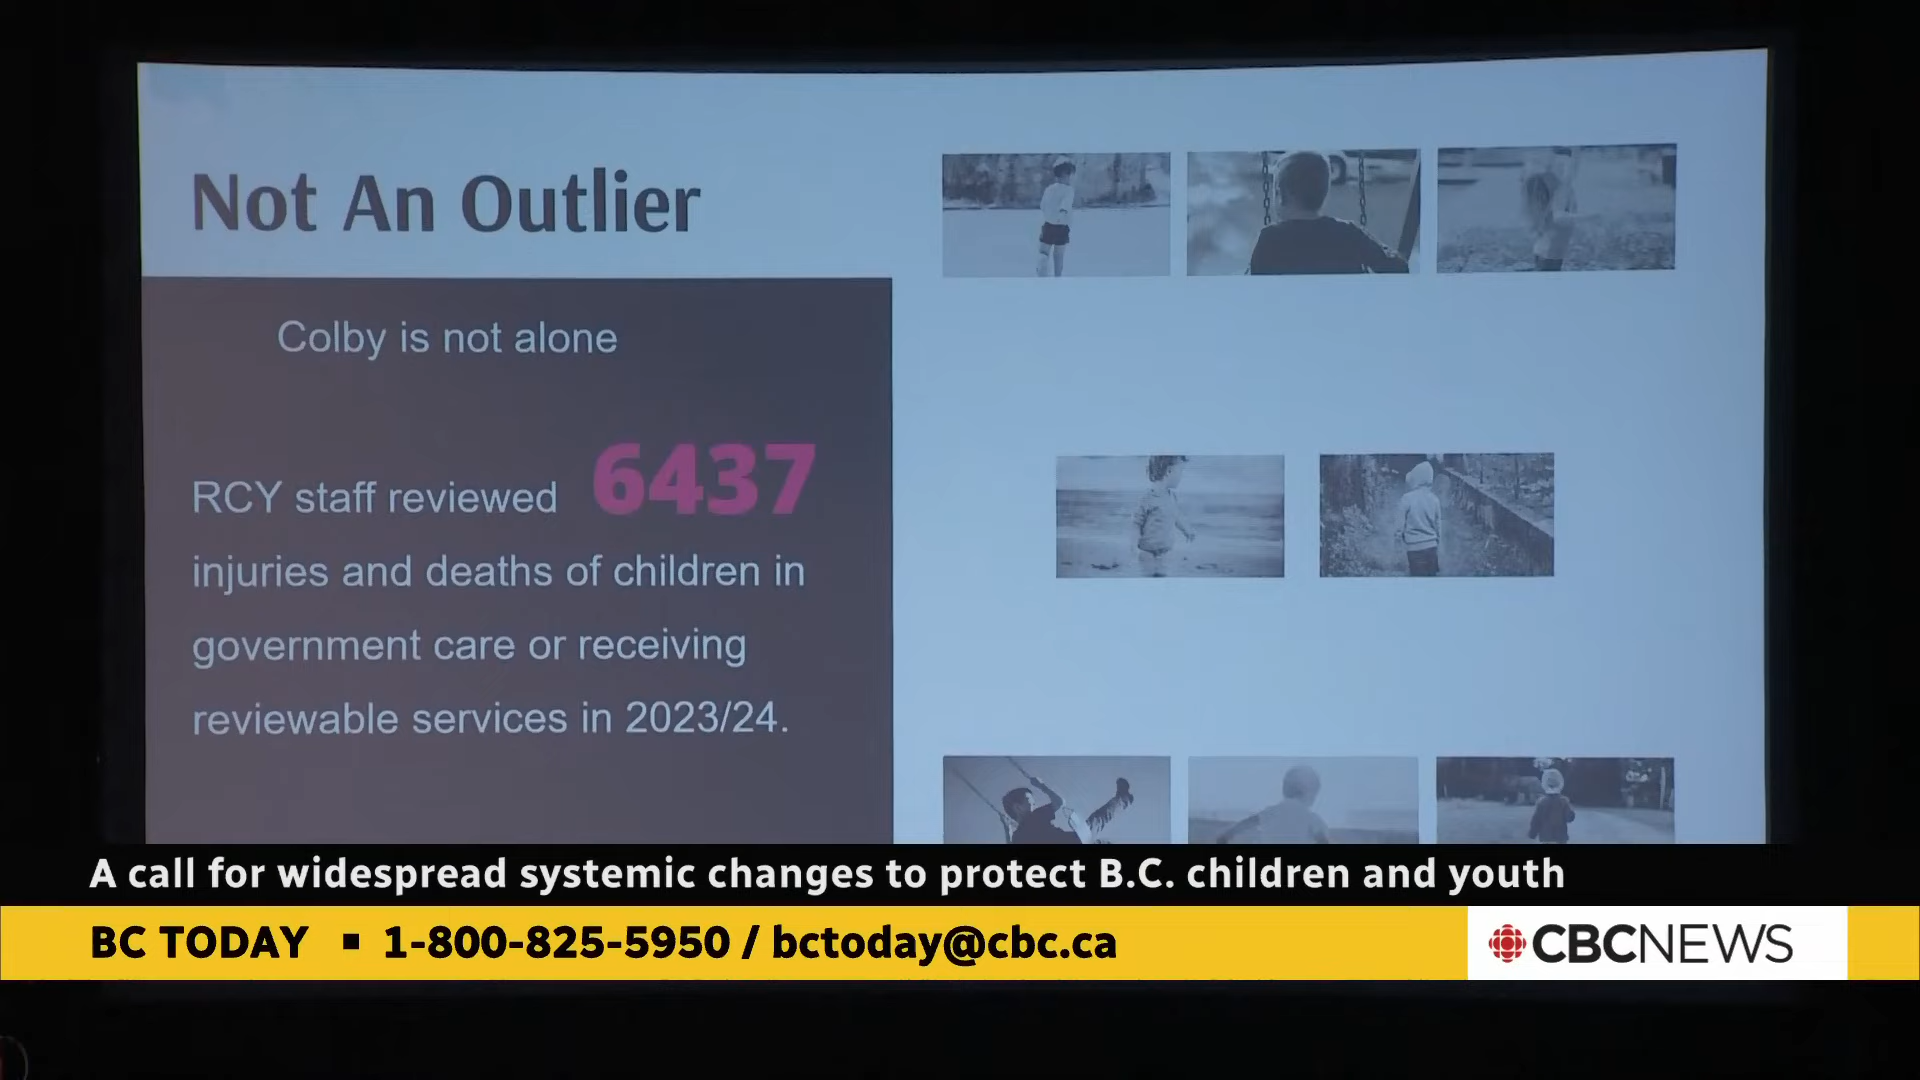 Not An Outlier
Colby is not alone
RCY staff reviewed 6437
injuries and deaths of children in
government care or receiving
reviewable services in 2023/24.
A call for widespread systemic changes to protect B.C. children and youth
BC TODAY ▪ 1-800-825-5950 / bctoday@cbc.ca
CBCNEWS